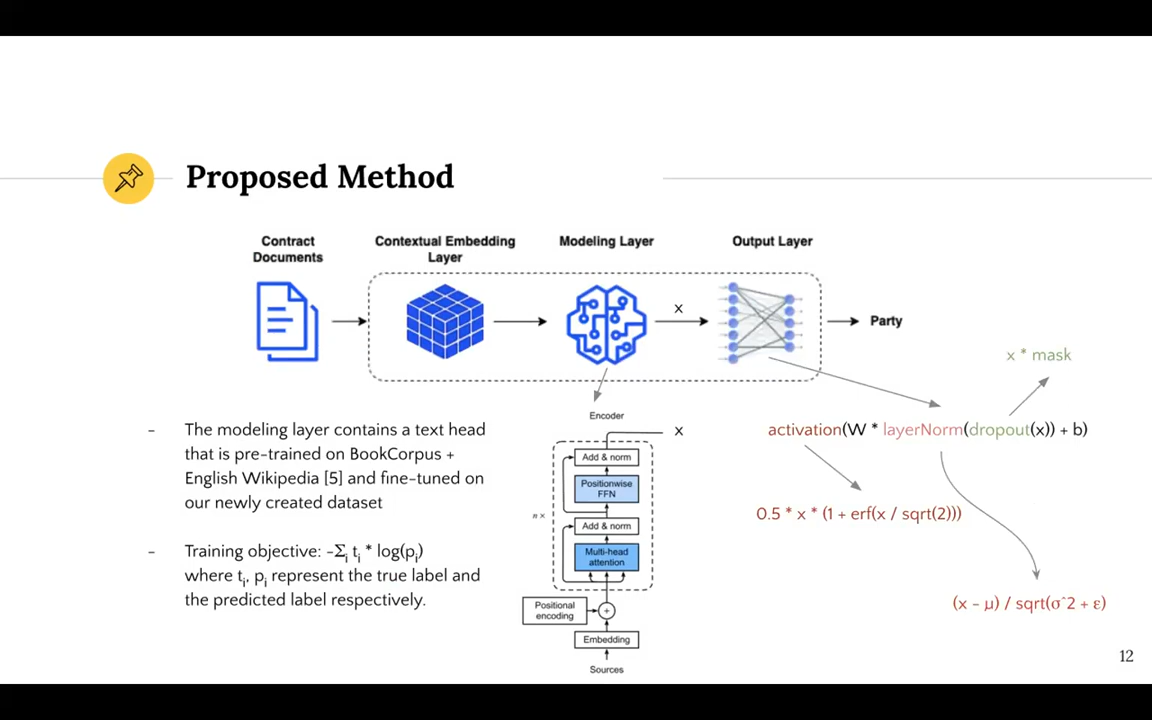 Proposed Method
Contract
Documents
Contextual Embedding
Layer
Modeling Layer
Output Layer
X
Party
x * mask
- The modeling layer contains a text head
that is pre-trained on BookCorpus +
English Wikipedia [5] and fine-tuned on
our newly created dataset
- Training objective: -Σi ti * log(pi)
where ti, pi represent the true label and
the predicted label respectively.
Encoder
X
Add & norm
Positionwise
FFN
n ×
Add & norm
Multi-head
attention
Positional
encoding
+
Embedding
Sources
activation(W * layerNorm(dropout(x)) + b)
0.5 * x * (1 + erf(x / sqrt(2)))
(x - μ) / sqrt(σ^2 + ε)
12